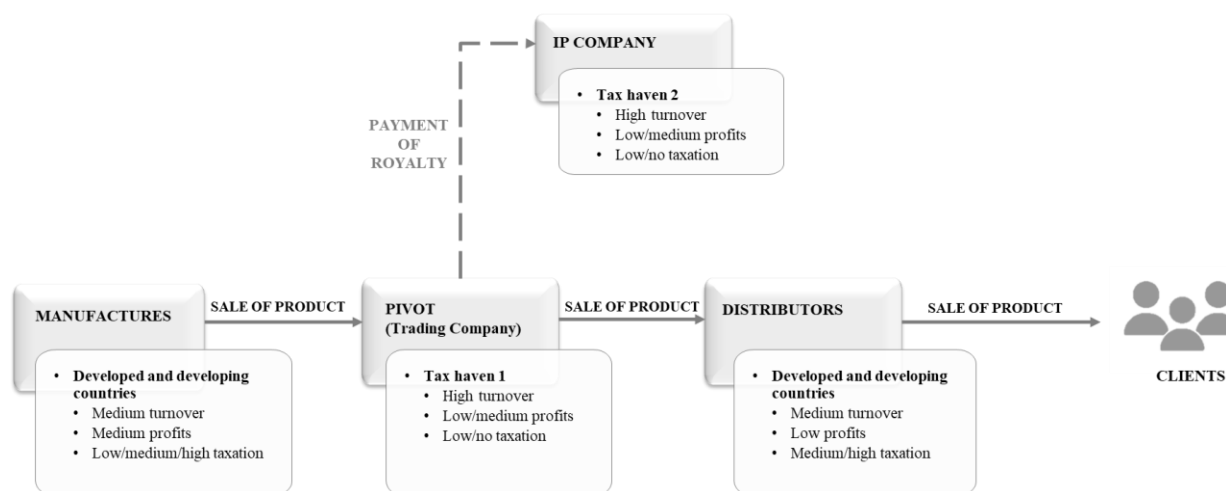 IP COMPANY
• Tax haven 2
• High turnover
• Low/medium profits
• Low/no taxation
PAYMENT
OF
ROYALTY
MANUFACTURES
• Developed and developing
countries
• Medium turnover
• Medium profits
• Low/medium/high taxation
SALE OF PRODUCT
PIVOT
(Trading Company)
• Tax haven 1
• High turnover
• Low/medium profits
• Low/no taxation
SALE OF PRODUCT
DISTRIBUTORS
• Developed and developing
countries
• Medium turnover
• Low profits
• Medium/high taxation
SALE OF PRODUCT
CLIENTS